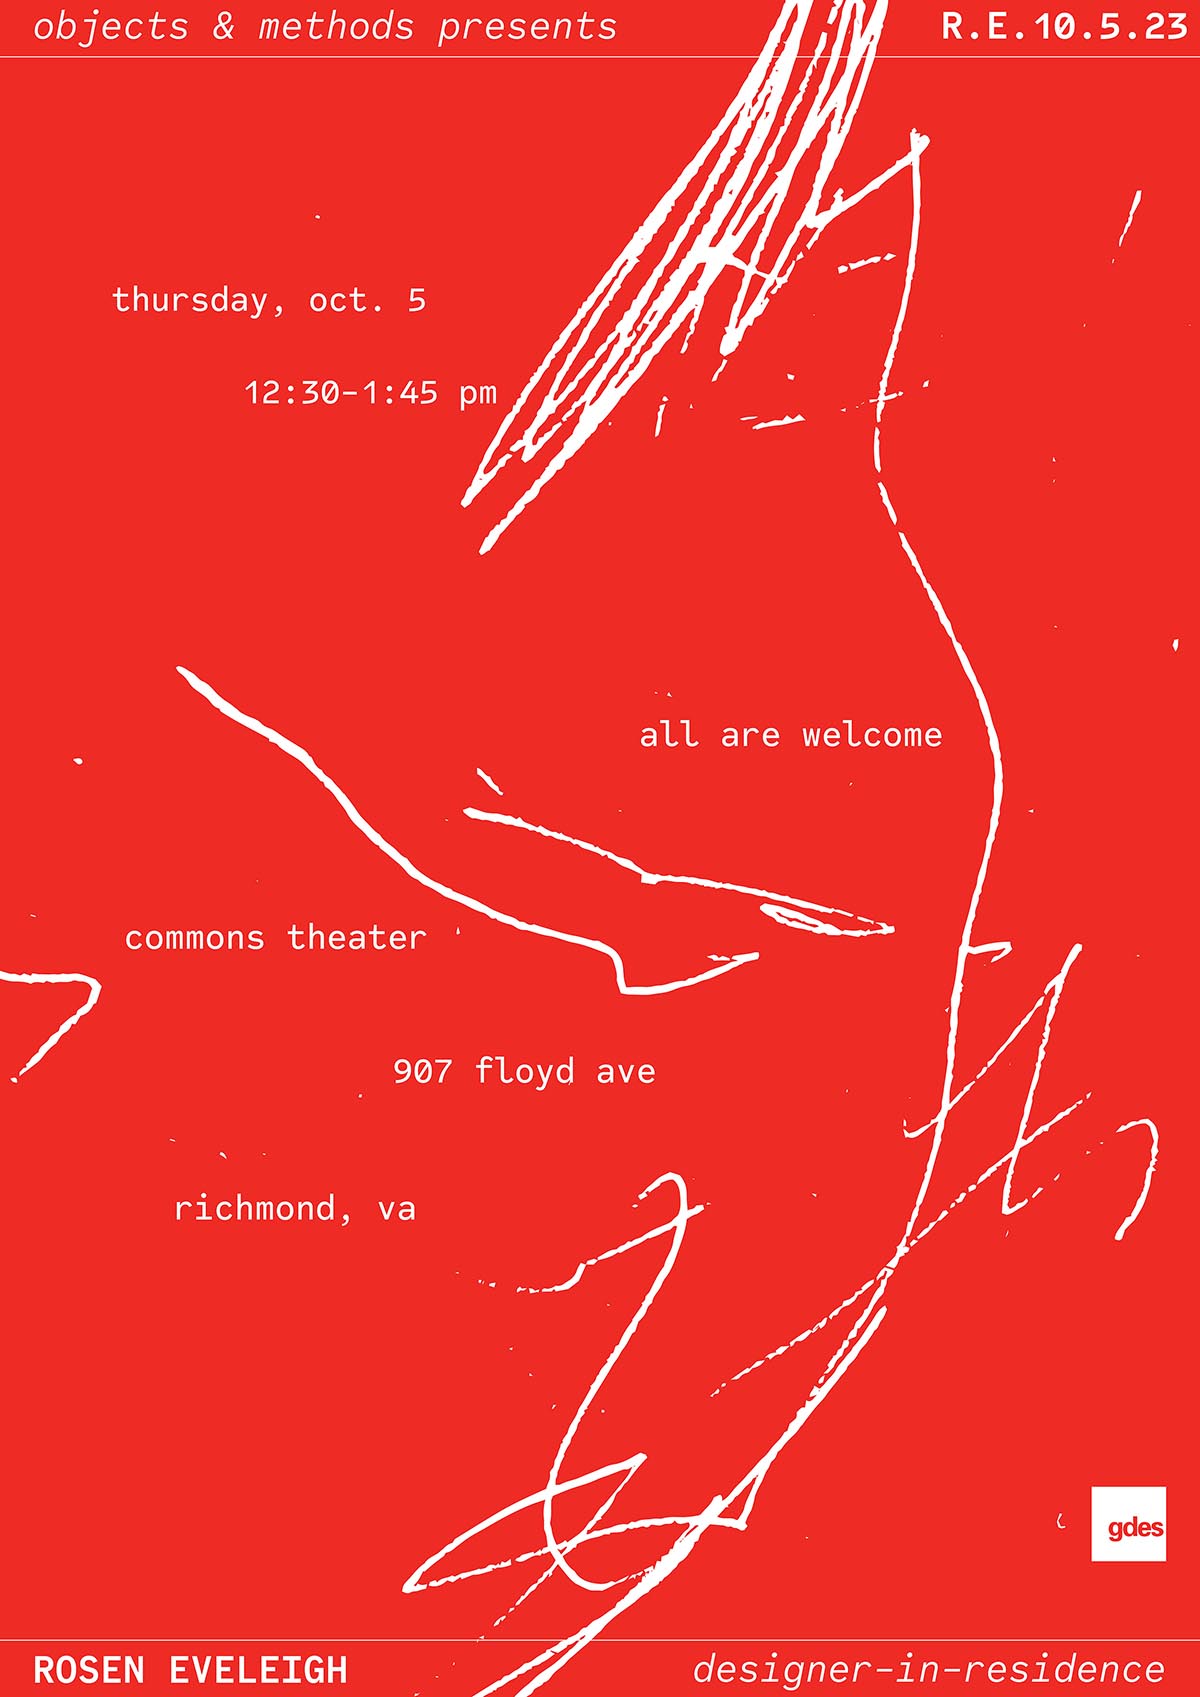 objects & methods presents
R.E.10.5.23
thursday, oct. 5
12:30-1:45 pm
all are welcome
commons theater
907 floyd ave
richmond, va
gdes
ROSEN EVELEIGH
designer-in-residence